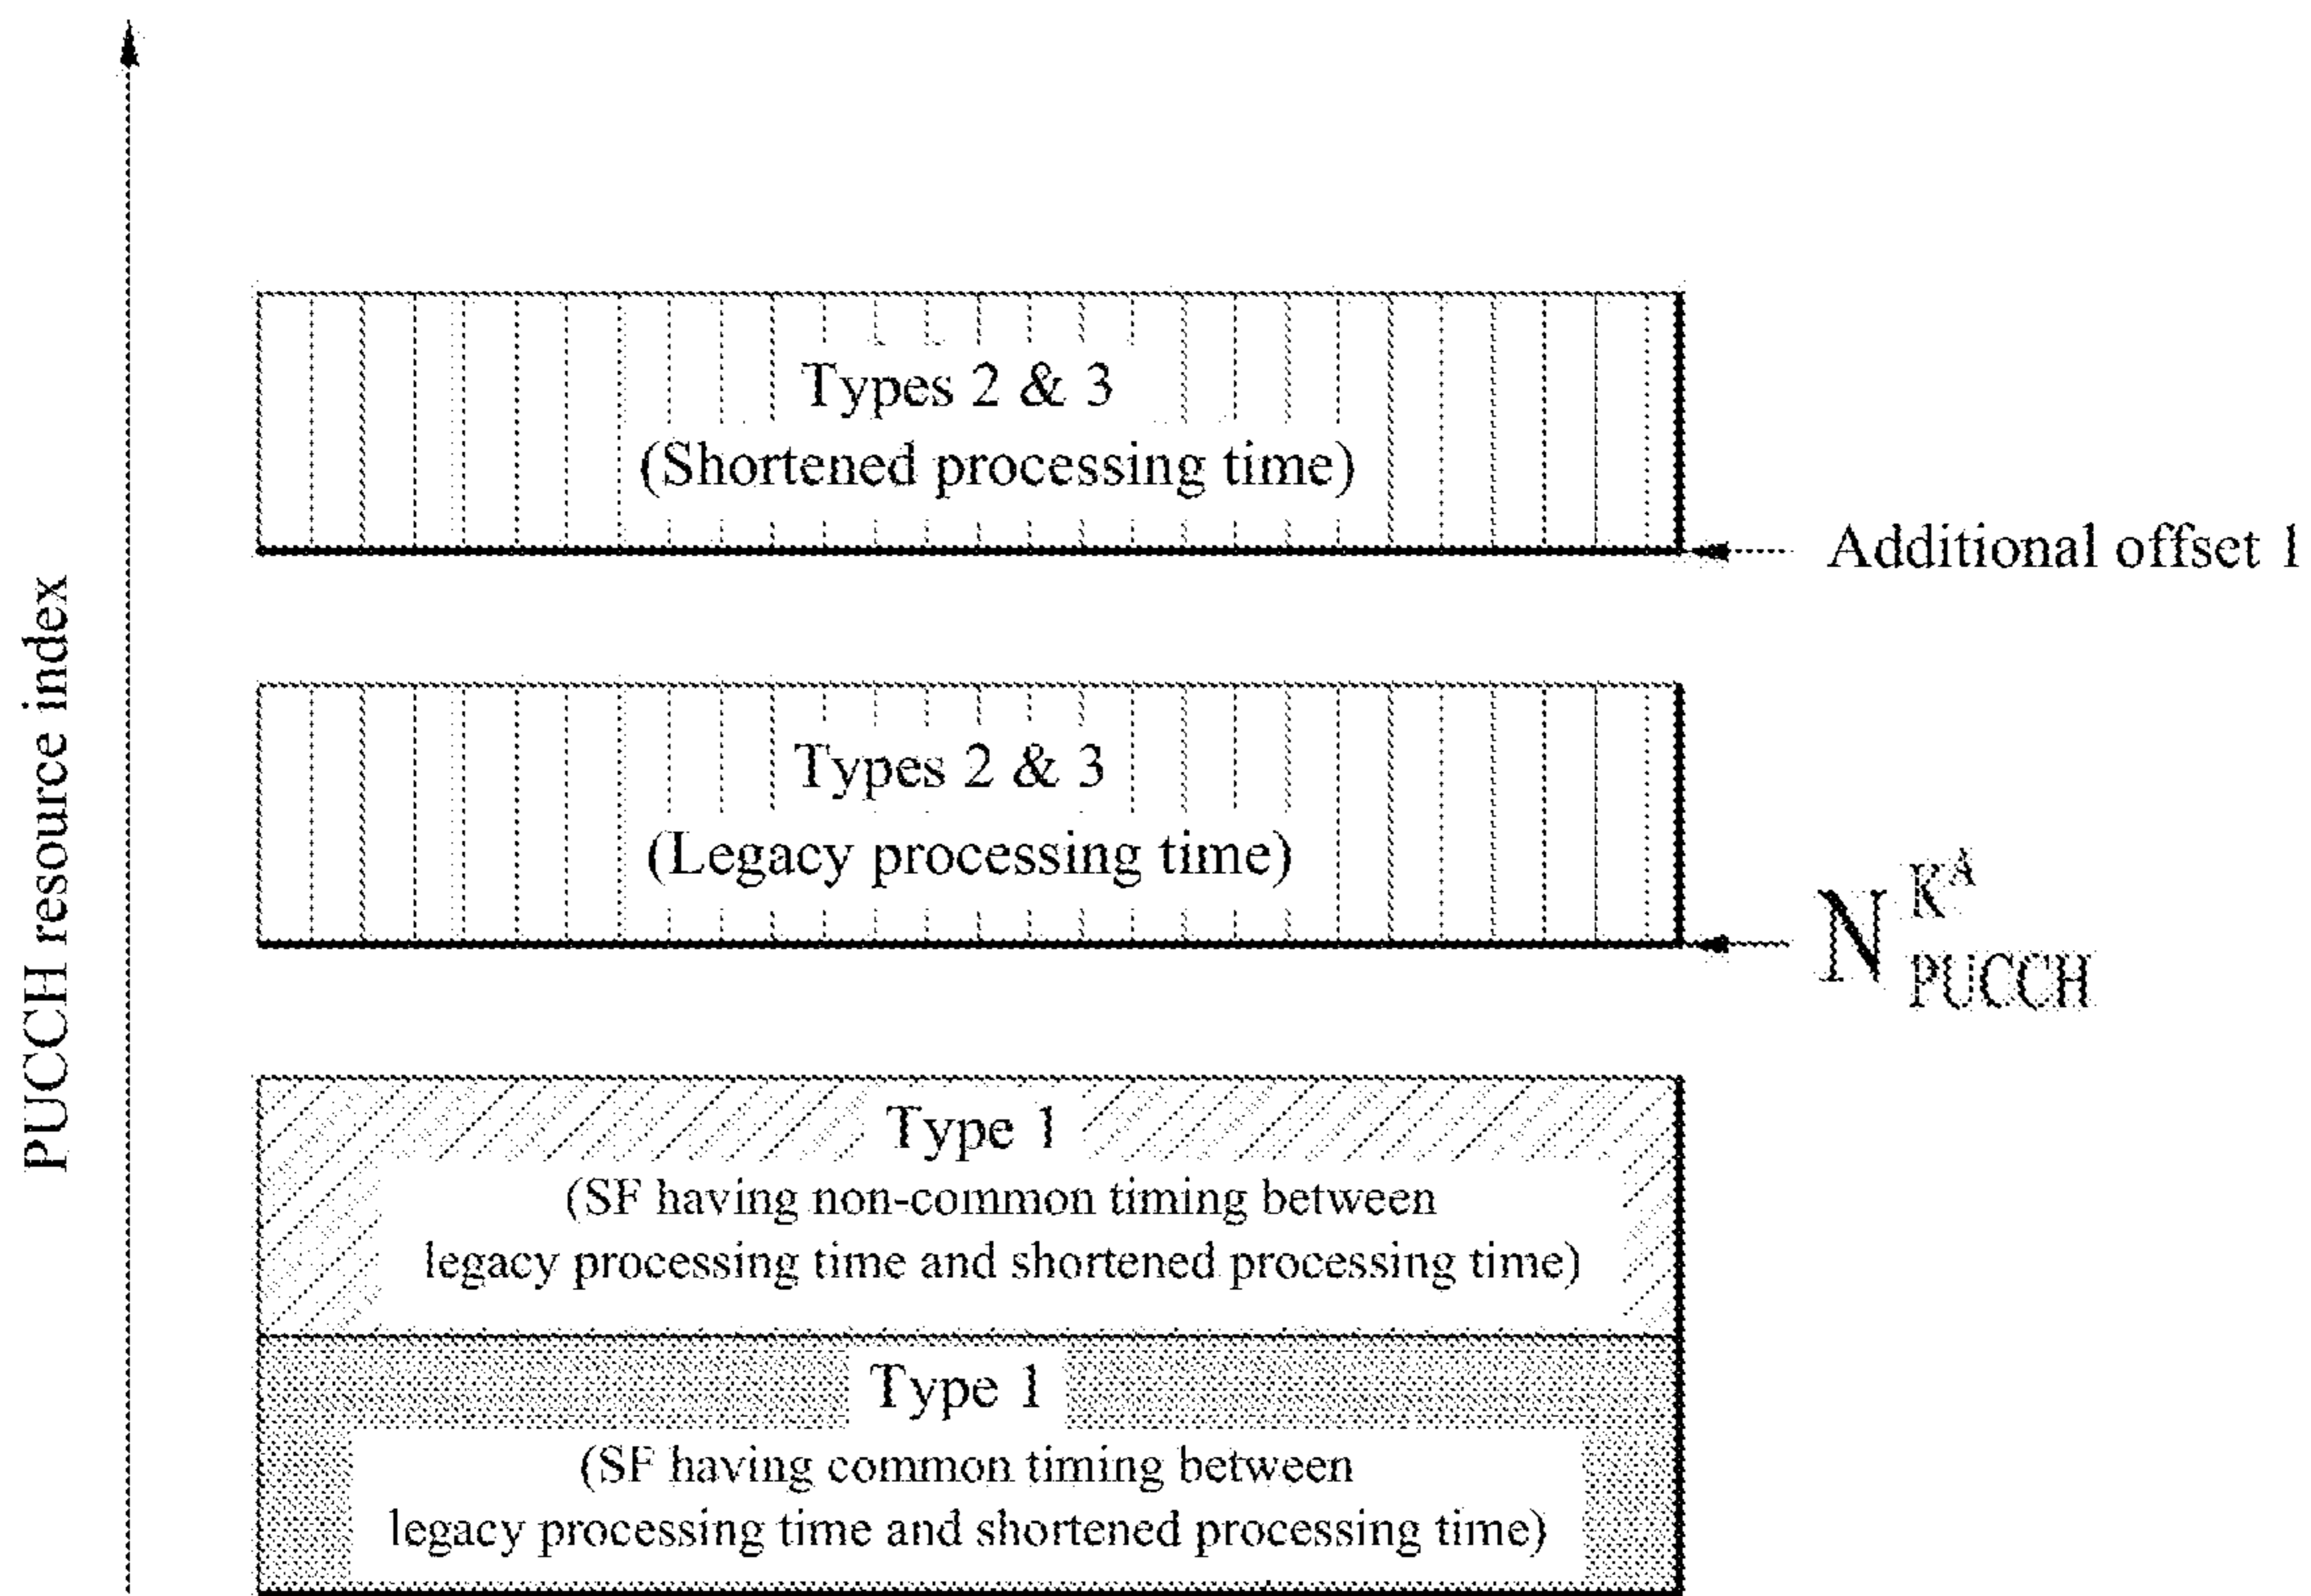 PUCCH resource index
Types 2 & 3
(Shortened processing time)
Additional offset 1
Types 2 & 3
(Legacy processing time)
N K^A PUCCH
Type 1
(SF having non-common timing between
legacy processing time and shortened processing time)
Type 1
(SF having common timing between
legacy processing time and shortened processing time)